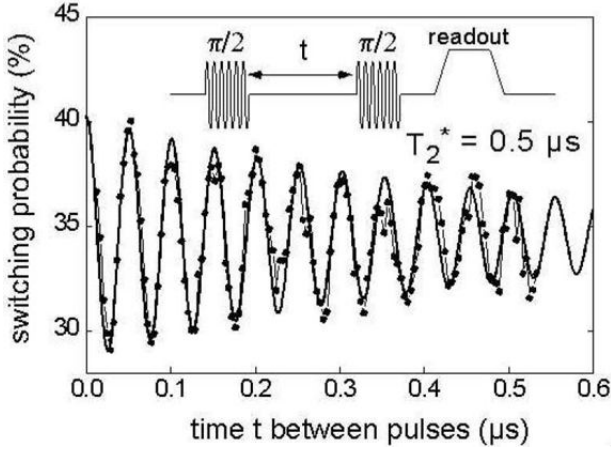 π/2
t
π/2
readout
T₂* = 0.5 μs
switching probability (%)
40
35
30
0.0 0.1 0.2 0.3 0.4 0.5 0.6
time t between pulses (μs)